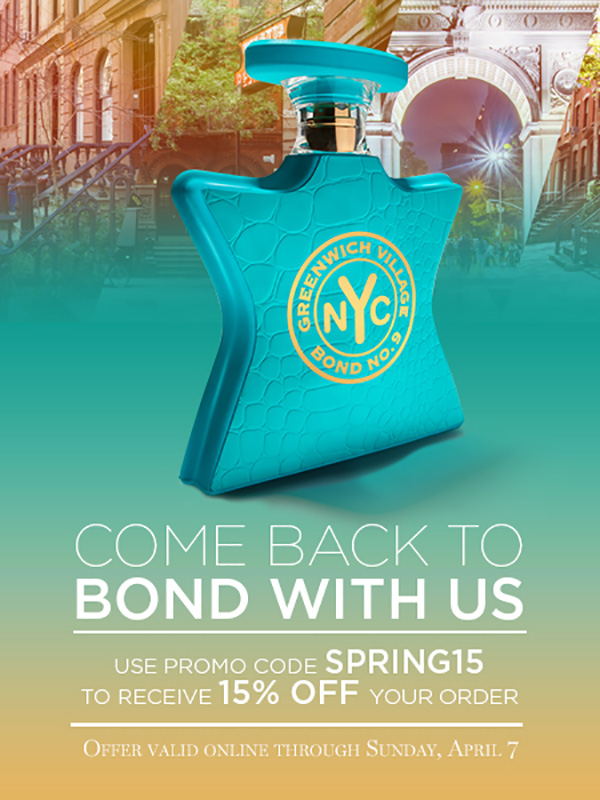 GREENWICH VILLAGE
NYC
BOND NO.9
COME BACK TO
BOND WITH US
USE PROMO CODE SPRING15
TO RECEIVE 15% OFF YOUR ORDER
OFFER VALID ONLINE THROUGH SUNDAY, APRIL 7